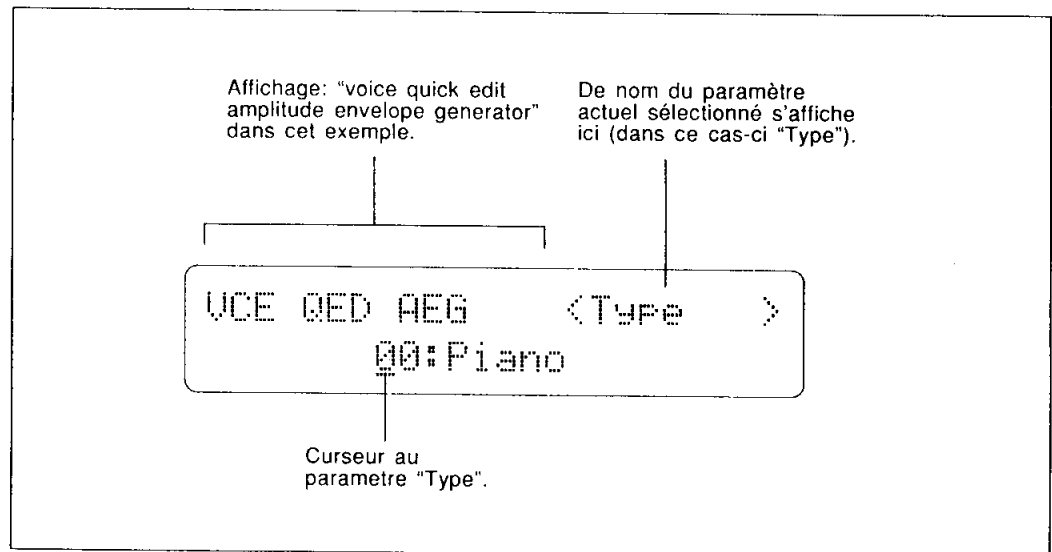 Affichage: “voice quick edit
amplitude envelope generator”
dans cet exemple.
De nom du paramètre
actuel sélectionné s’affiche
ici (dans ce cas-ci “Type”).
VCE QED AEG <Type >
00:Piano
Curseur au
parametre “Type”.